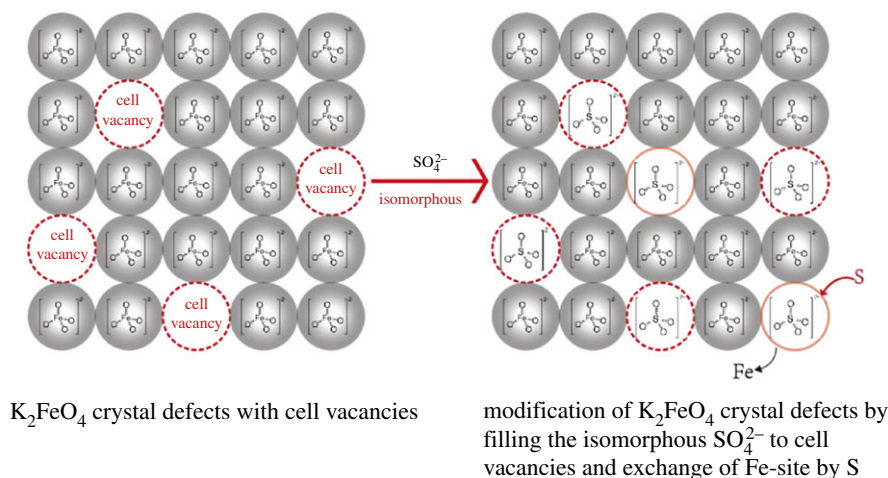 cell
vacancy
cell
vacancy
cell
vacancy
cell
vacancy
SO₄²⁻
isomorphous
S
Fe
K₂FeO₄ crystal defects with cell vacancies
modification of K₂FeO₄ crystal defects by
filling the isomorphous SO₄²⁻ to cell
vacancies and exchange of Fe-site by S